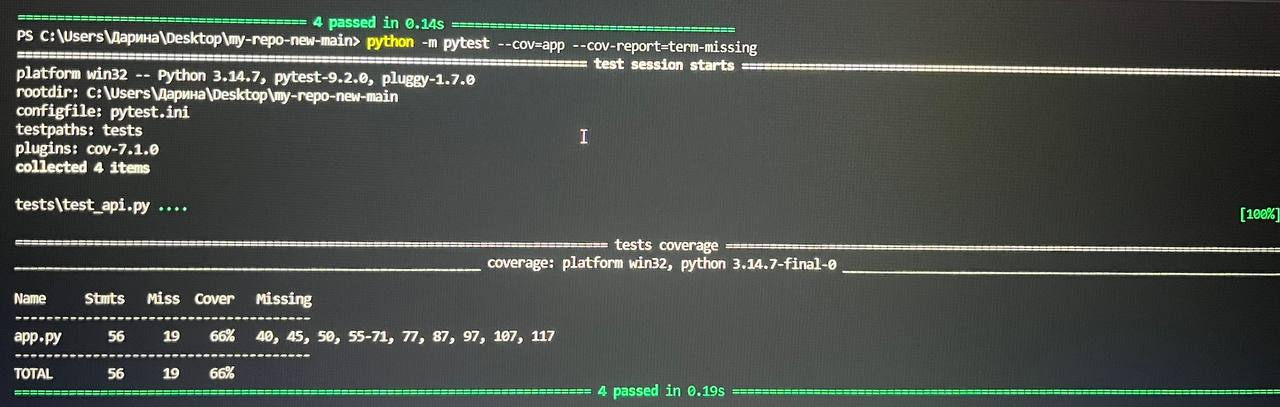 ============================== 4 passed in 0.14s ==============================
PS C:\Users\Дарина\Desktop\my-repo-new-main> python -m pytest --cov=app --cov-report=term-missing
============================== test session starts ==============================
platform win32 -- Python 3.14.7, pytest-9.2.0, pluggy-1.7.0
rootdir: C:\Users\Дарина\Desktop\my-repo-new-main
configfile: pytest.ini
testpaths: tests
plugins: cov-7.1.0
collected 4 items
tests\test_api.py .... [100%]
============================== tests coverage ==============================
______________________________ coverage: platform win32, python 3.14.7-final-0 ______________________________
Name Stmts Miss Cover Missing
--------------------------------------
app.py 56 19 66% 40, 45, 50, 55-71, 77, 87, 97, 107, 117
--------------------------------------
TOTAL 56 19 66%
============================== 4 passed in 0.19s ==============================